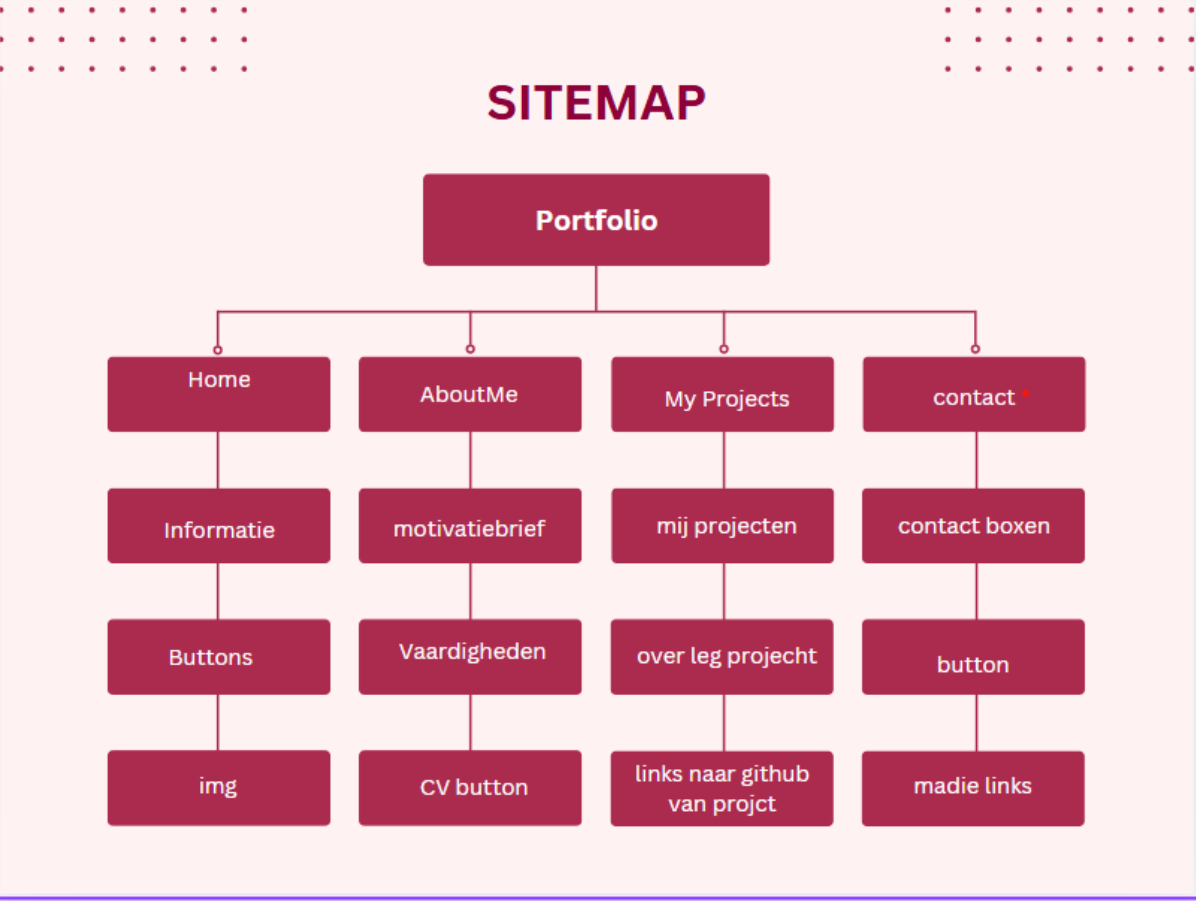 SITEMAP
Portfolio
Home
AboutMe
My Projects
contact *
Informatie
motivatiebrief
mij projecten
contact boxen
Buttons
Vaardigheden
over leg projecht
button
img
CV button
links naar github
van projct
madie links